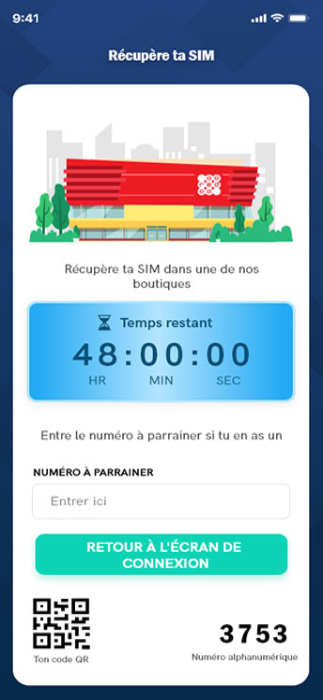 9:41
Récupère ta SIM
Récupère ta SIM dans une de nos
boutiques
Temps restant
48:00:00
HR MIN SEC
Entre le numéro à parrainer si tu en as un
NUMÉRO À PARRAINER
Entrer ici
RETOUR À L'ÉCRAN DE
CONNEXION
3753
Ton code QR
Numéro alphanumérique